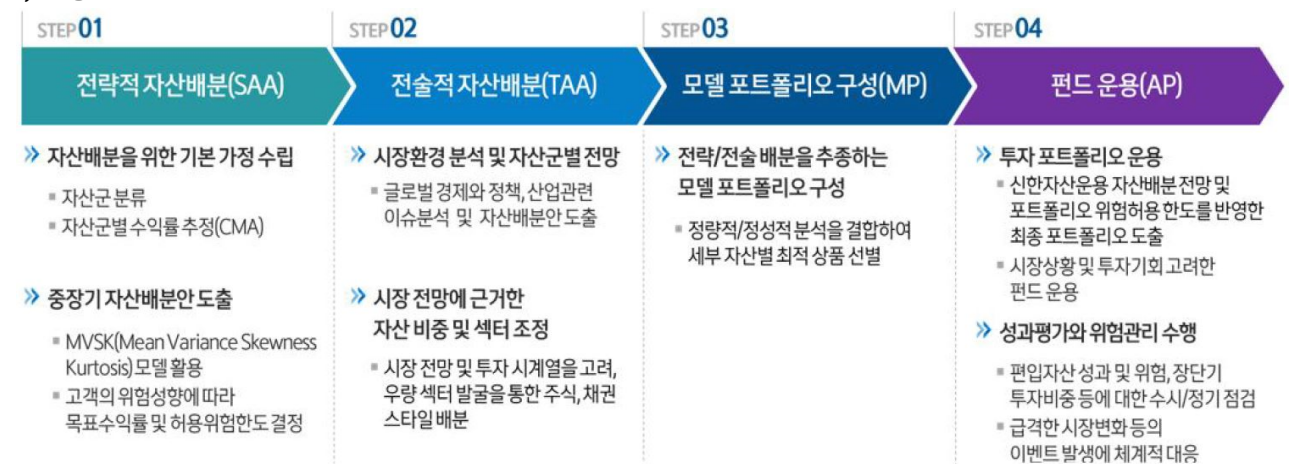 STEP 01
전략적 자산배분(SAA)
» 자산배분을 위한 기본 가정 수립
▪ 자산군 분류
▪ 자산군별 수익률 추정(CMA)
» 중장기 자산배분안 도출
▪ MVSK(Mean Variance Skewness
Kurtosis) 모델 활용
▪ 고객의 위험성향에 따라
목표수익률 및 허용위험한도 결정
STEP 02
전술적 자산배분(TAA)
» 시장환경 분석 및 자산군별 전망
▪ 글로벌 경제와 정책, 산업관련
이슈분석 및 자산배분안 도출
» 시장 전망에 근거한
자산 비중 및 섹터 조정
▪ 시장 전망 및 투자 시계열을 고려,
우량 섹터 발굴을 통한 주식, 채권
스타일 배분
STEP 03
모델 포트폴리오 구성(MP)
» 전략/전술 배분을 추종하는
모델 포트폴리오 구성
▪ 정량적/정성적 분석을 결합하여
세부 자산별 최적 상품 선별
STEP 04
펀드 운용(AP)
» 투자 포트폴리오 운용
▪ 신한자산운용 자산배분 전망 및
포트폴리오 위험허용 한도를 반영한
최종 포트폴리오 도출
▪ 시장상황 및 투자기회 고려한
펀드 운용
» 성과평가와 위험관리 수행
▪ 편입자산 성과 및 위험, 장단기
투자비중 등에 대한 수시/정기 점검
▪ 급격한 시장변화 등의
이벤트 발생에 체계적 대응